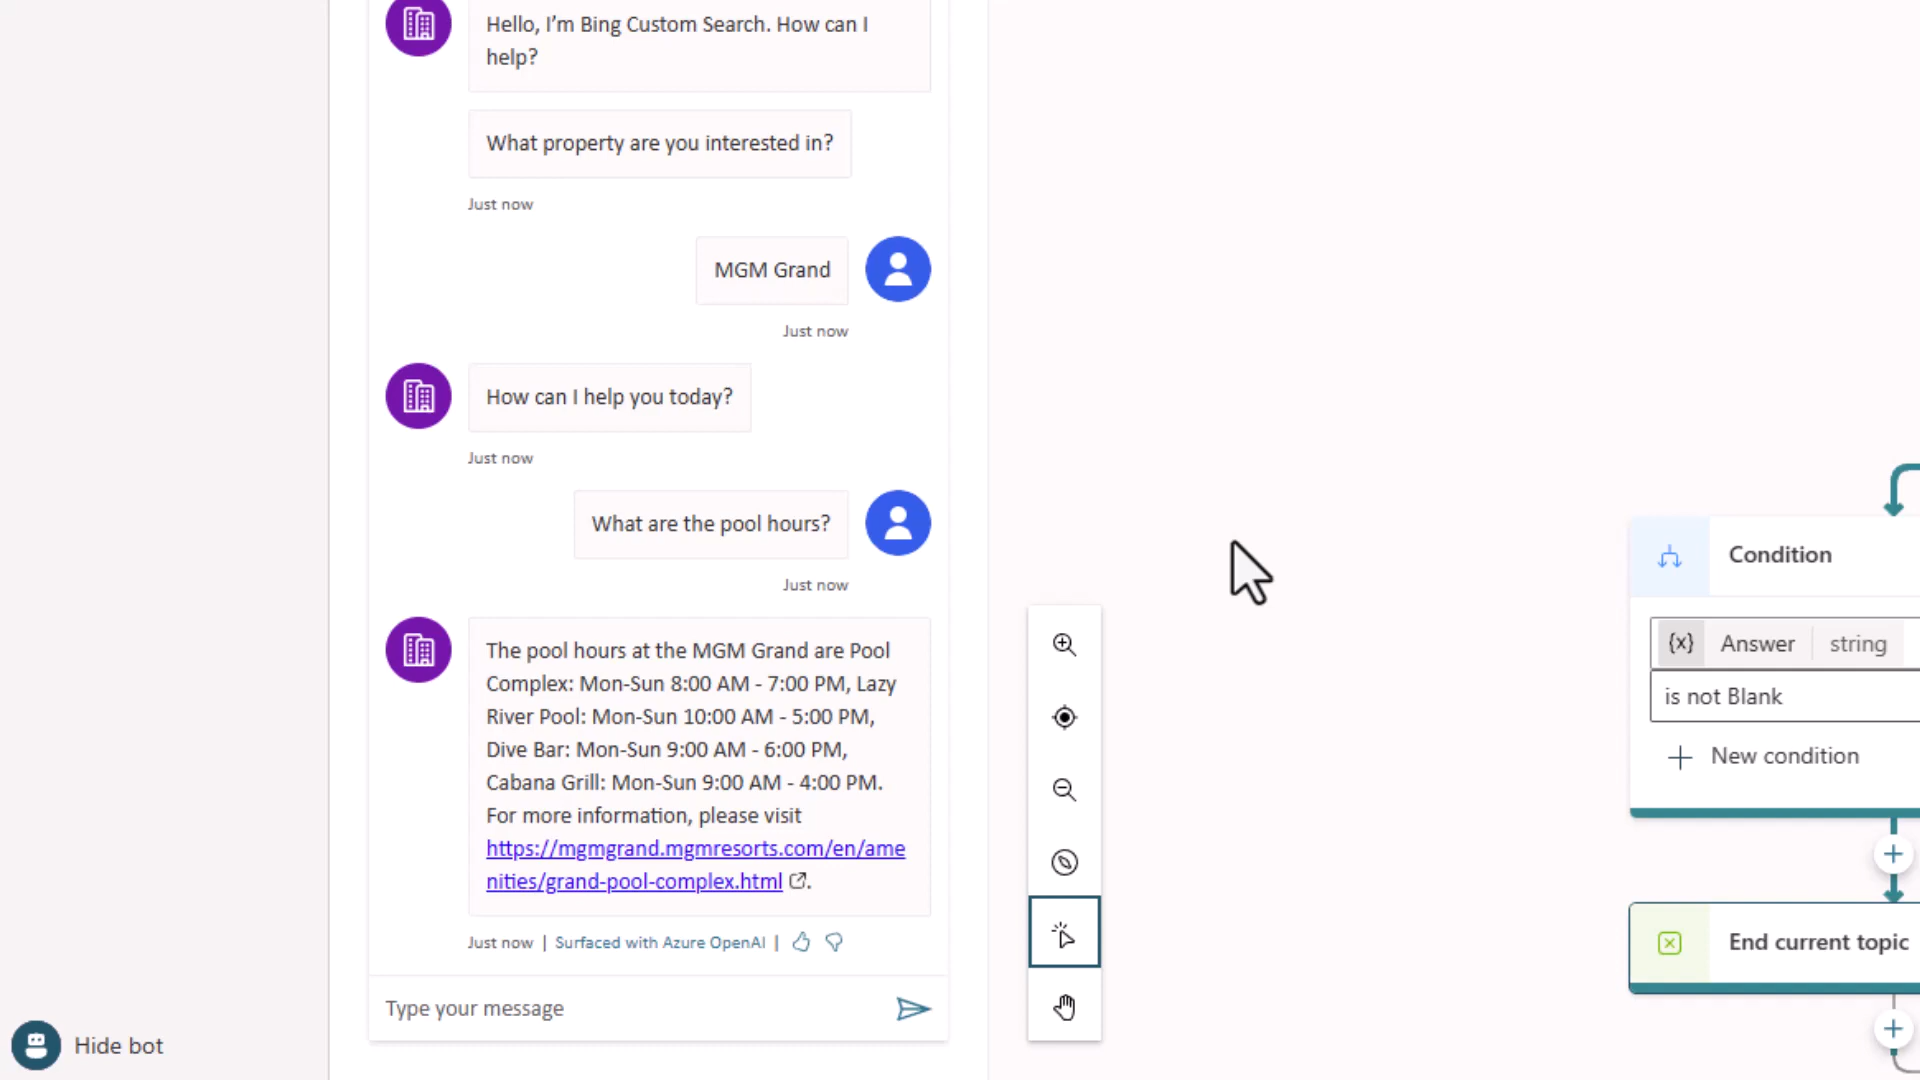 Hello, I’m Bing Custom Search. How can I
help?
What property are you interested in?
Just now
MGM Grand
Just now
How can I help you today?
Just now
What are the pool hours?
Just now
The pool hours at the MGM Grand are Pool
Complex: Mon-Sun 8:00 AM - 7:00 PM, Lazy
River Pool: Mon-Sun 10:00 AM - 5:00 PM,
Dive Bar: Mon-Sun 9:00 AM - 6:00 PM,
Cabana Grill: Mon-Sun 9:00 AM - 4:00 PM.
For more information, please visit
https://mgmgrand.mgmresorts.com/en/ame
nities/grand-pool-complex.html .
Just now | Surfaced with Azure OpenAI |
Type your message
Hide bot
Condition
{x} Answer string
is not Blank
New condition
End current topic